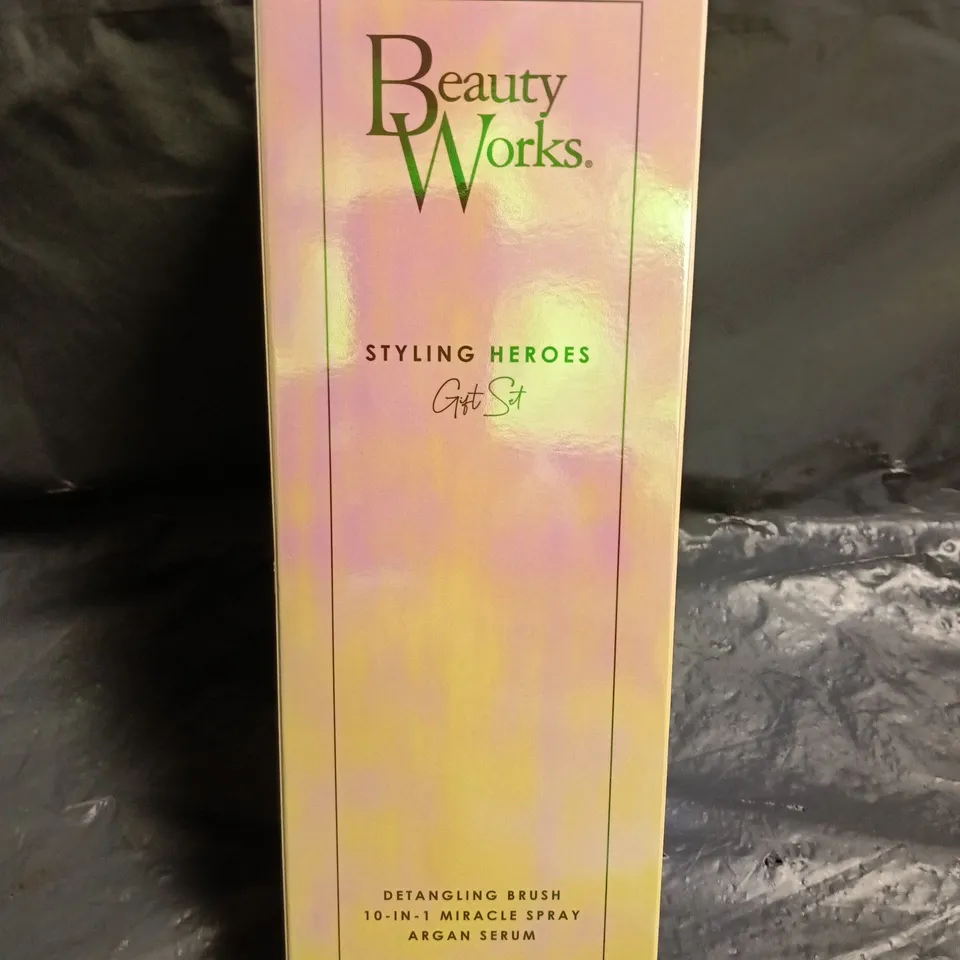 Beauty
Works®
STYLING HEROES
Gift Set
DETANGLING BRUSH
10-IN-1 MIRACLE SPRAY
ARGAN SERUM